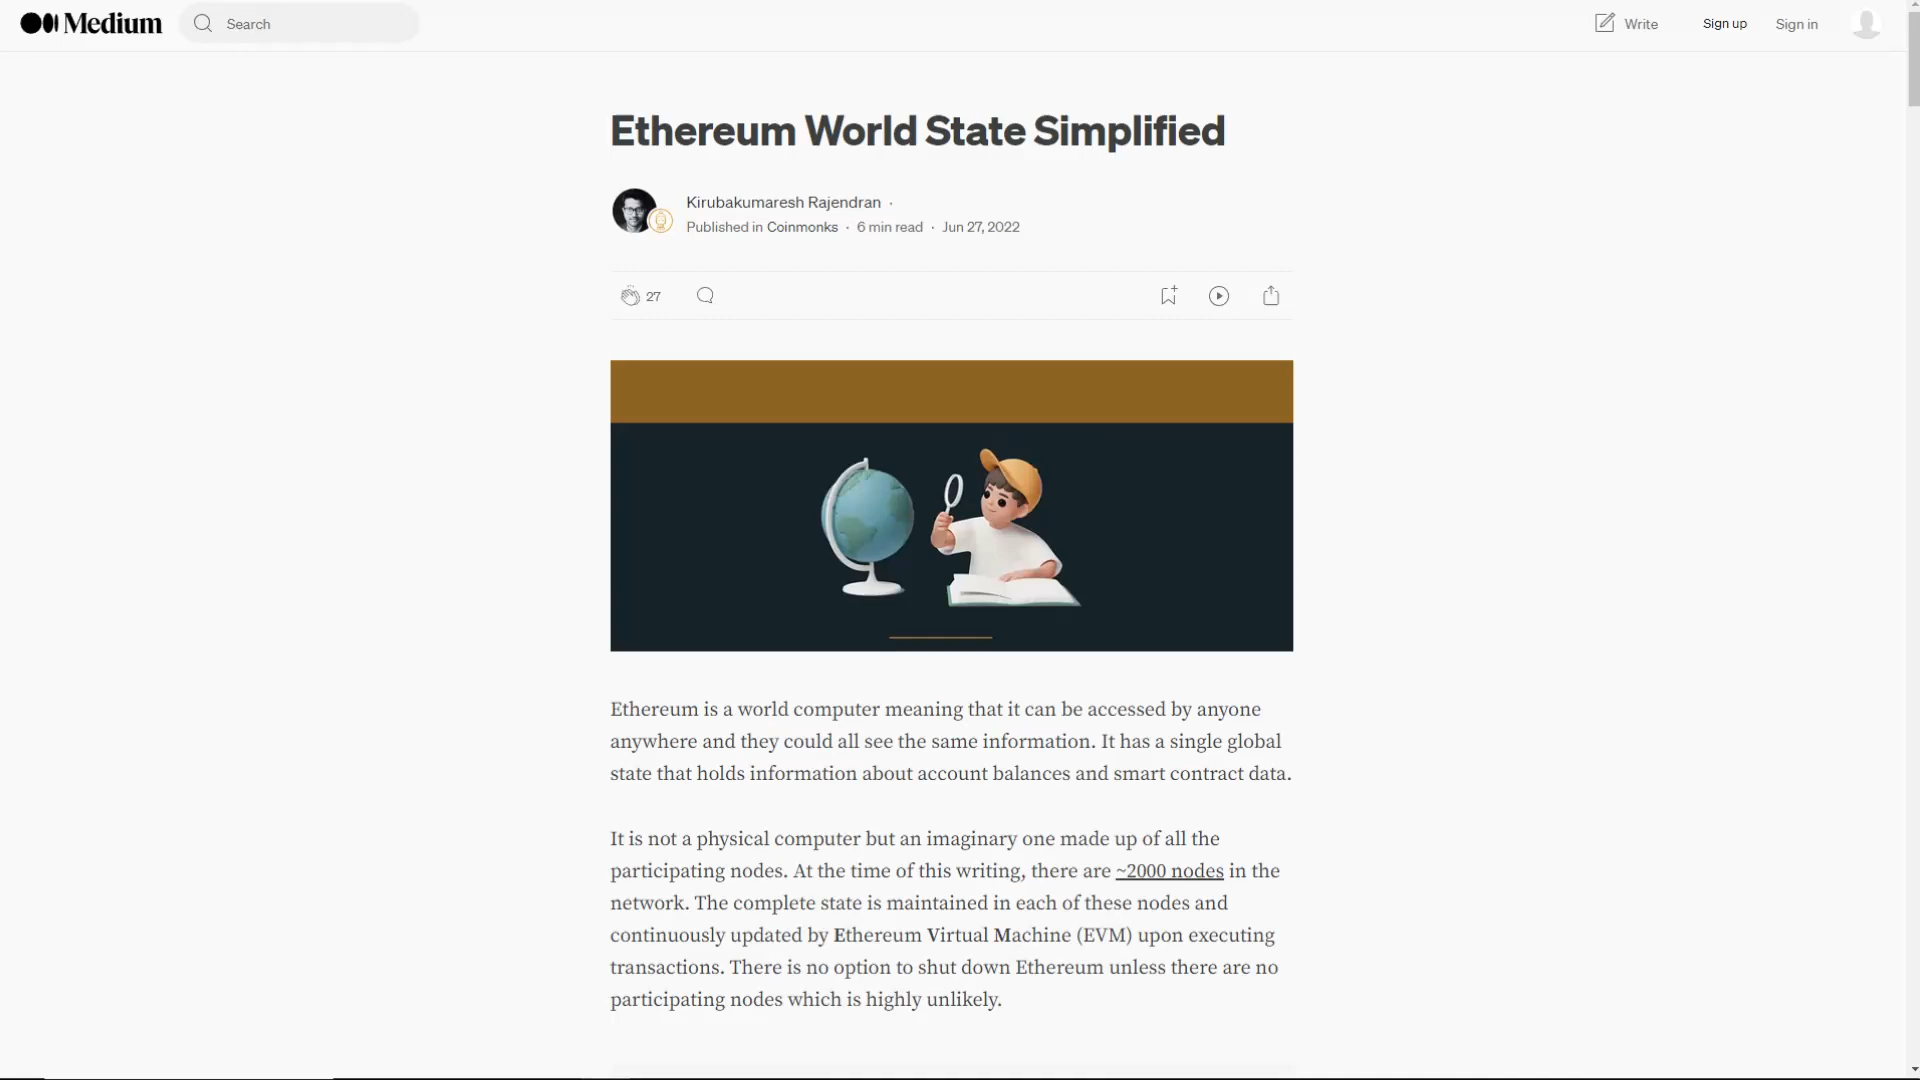 Medium
Search
Write
Sign up
Sign in
Ethereum World State Simplified
Kirubakumaresh Rajendran ·
Published in Coinmonks · 6 min read · Jun 27, 2022
27
Ethereum is a world computer meaning that it can be accessed by anyone
anywhere and they could all see the same information. It has a single global
state that holds information about account balances and smart contract data.
It is not a physical computer but an imaginary one made up of all the
participating nodes. At the time of this writing, there are ~2000 nodes in the
network. The complete state is maintained in each of these nodes and
continuously updated by Ethereum Virtual Machine (EVM) upon executing
transactions. There is no option to shut down Ethereum unless there are no
participating nodes which is highly unlikely.